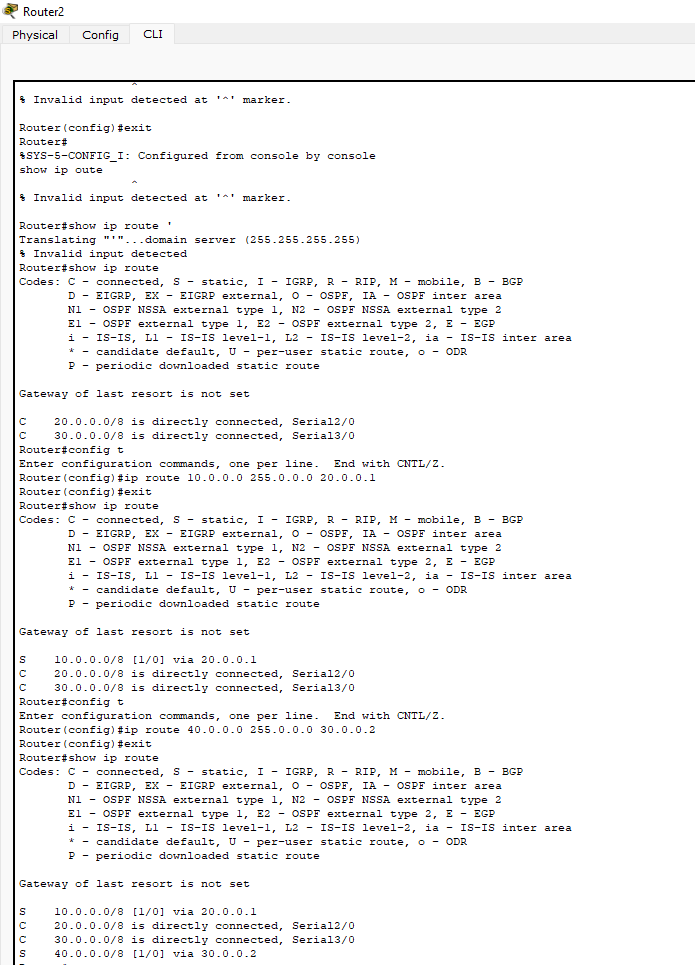 Router2
Physical Config CLI
^
% Invalid input detected at '^' marker.
Router(config)#exit
Router#
%SYS-5-CONFIG_I: Configured from console by console
show ip oute
^
% Invalid input detected at '^' marker.
Router#show ip route '
Translating "'"...domain server (255.255.255.255)
% Invalid input detected
Router#show ip route
Codes: C - connected, S - static, I - IGRP, R - RIP, M - mobile, B - BGP
D - EIGRP, EX - EIGRP external, O - OSPF, IA - OSPF inter area
N1 - OSPF NSSA external type 1, N2 - OSPF NSSA external type 2
E1 - OSPF external type 1, E2 - OSPF external type 2, E - EGP
i - IS-IS, L1 - IS-IS level-1, L2 - IS-IS level-2, ia - IS-IS inter area
* - candidate default, U - per-user static route, o - ODR
P - periodic downloaded static route
Gateway of last resort is not set
C 20.0.0.0/8 is directly connected, Serial2/0
C 30.0.0.0/8 is directly connected, Serial3/0
Router#config t
Enter configuration commands, one per line. End with CNTL/Z.
Router(config)#ip route 10.0.0.0 255.0.0.0 20.0.0.1
Router(config)#exit
Router#show ip route
Codes: C - connected, S - static, I - IGRP, R - RIP, M - mobile, B - BGP
D - EIGRP, EX - EIGRP external, O - OSPF, IA - OSPF inter area
N1 - OSPF NSSA external type 1, N2 - OSPF NSSA external type 2
E1 - OSPF external type 1, E2 - OSPF external type 2, E - EGP
i - IS-IS, L1 - IS-IS level-1, L2 - IS-IS level-2, ia - IS-IS inter area
* - candidate default, U - per-user static route, o - ODR
P - periodic downloaded static route
Gateway of last resort is not set
S 10.0.0.0/8 [1/0] via 20.0.0.1
C 20.0.0.0/8 is directly connected, Serial2/0
C 30.0.0.0/8 is directly connected, Serial3/0
Router#config t
Enter configuration commands, one per line. End with CNTL/Z.
Router(config)#ip route 40.0.0.0 255.0.0.0 30.0.0.2
Router(config)#exit
Router#show ip route
Codes: C - connected, S - static, I - IGRP, R - RIP, M - mobile, B - BGP
D - EIGRP, EX - EIGRP external, O - OSPF, IA - OSPF inter area
N1 - OSPF NSSA external type 1, N2 - OSPF NSSA external type 2
E1 - OSPF external type 1, E2 - OSPF external type 2, E - EGP
i - IS-IS, L1 - IS-IS level-1, L2 - IS-IS level-2, ia - IS-IS inter area
* - candidate default, U - per-user static route, o - ODR
P - periodic downloaded static route
Gateway of last resort is not set
S 10.0.0.0/8 [1/0] via 20.0.0.1
C 20.0.0.0/8 is directly connected, Serial2/0
C 30.0.0.0/8 is directly connected, Serial3/0
S 40.0.0.0/8 [1/0] via 30.0.0.2